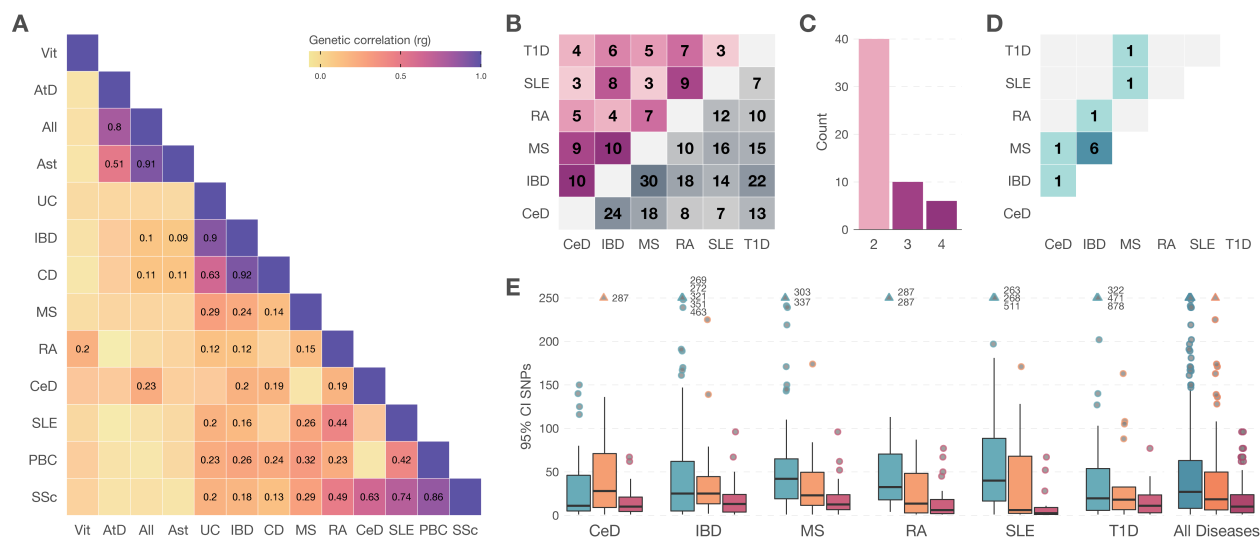 A
Genetic correlation (rg)
0.0 0.5 1.0
Vit
AtD
All 0.8
Ast 0.51 0.91
UC
IBD 0.1 0.09 0.9
CD 0.11 0.11 0.63 0.92
MS 0.29 0.24 0.14
RA 0.2 0.12 0.12 0.15
CeD 0.23 0.2 0.19 0.19
SLE 0.2 0.16 0.26 0.44
PBC 0.23 0.26 0.24 0.32 0.23 0.42
SSc 0.2 0.18 0.13 0.29 0.49 0.63 0.74 0.86
Vit AtD All Ast UC IBD CD MS RA CeD SLE PBC SSc
B
T1D 4 6 5 7 3
SLE 3 8 3 9 7
RA 5 4 7 12 10
MS 9 10 10 16 15
IBD 10 30 18 14 22
CeD 24 18 8 7 13
CeD IBD MS RA SLE T1D
C
Count
40
30
20
10
0
2 3 4
D
T1D 1
SLE 1
RA 1
MS 1 6
IBD 1
CeD
CeD IBD MS RA SLE T1D
E
95% CI SNPs
250
200
150
100
50
0
287
269
272
321
351
463
303
337
287
287
263
268
511
322
471
878
CeD IBD MS RA SLE T1D All Diseases